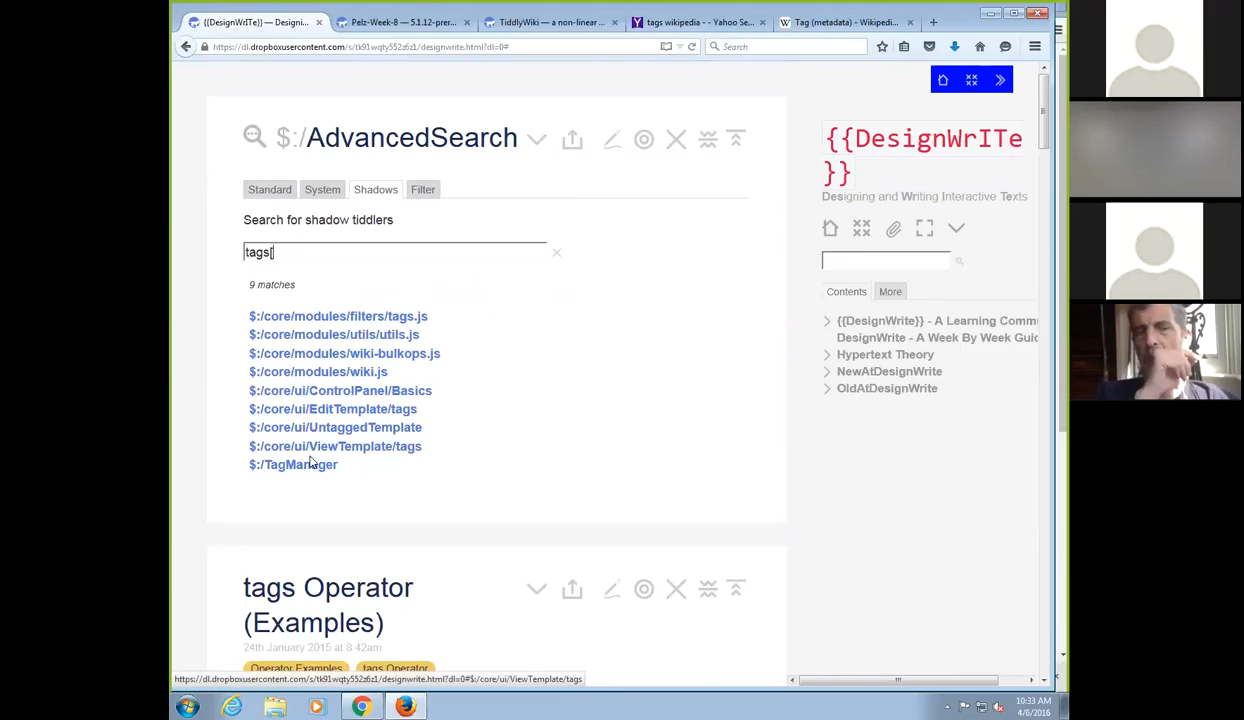 {{DesignWrITe}} — Designi...
Pelz-Week-8 — 5.1.12-prer...
TiddlyWiki — a non-linear ...
tags wikipedia - - Yahoo Se...
Tag (metadata) - Wikipedi...
https://dl.dropboxusercontent.com/s/tk91wqty552z6z1/designwrite.html?dl=0#
Search
$:/AdvancedSearch
Standard
System
Shadows
Filter
Search for shadow tiddlers
tags[
9 matches
$:/core/modules/filters/tags.js
$:/core/modules/utils/utils.js
$:/core/modules/wiki-bulkops.js
$:/core/modules/wiki.js
$:/core/ui/ControlPanel/Basics
$:/core/ui/EditTemplate/tags
$:/core/ui/UntaggedTemplate
$:/core/ui/ViewTemplate/tags
$:/TagManager
{{DesignWrITe
}}
Designing and Writing Interactive Texts
Contents
More
{{DesignWrite}} - A Learning Comm
DesignWrite - A Week By Week Guid
Hypertext Theory
NewAtDesignWrite
OldAtDesignWrite
tags Operator
(Examples)
24th January 2015 at 8.42am
Operator Examples
tags Operator
https://dl.dropboxusercontent.com/s/tk91wqty552z6z1/designwrite.html?dl=0#$:/core/ui/ViewTemplate/tags
10:33 AM
4/6/2016